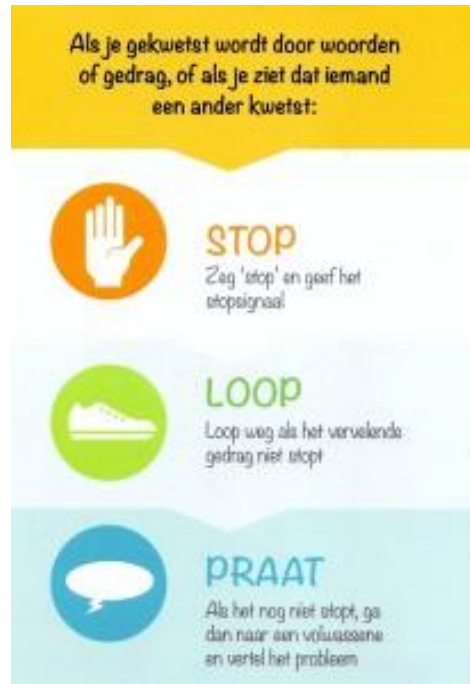 Als je gekwetst wordt door woorden
of gedrag, of als je ziet dat iemand
een ander kwetst:
STOP
Zeg 'stop' en geef het
stopsignaal
LOOP
Loop weg als het vervelende
gedrag niet stopt
PRAAT
Als het nog niet stopt, ga
dan naar een volwassene
en vertel het probleem